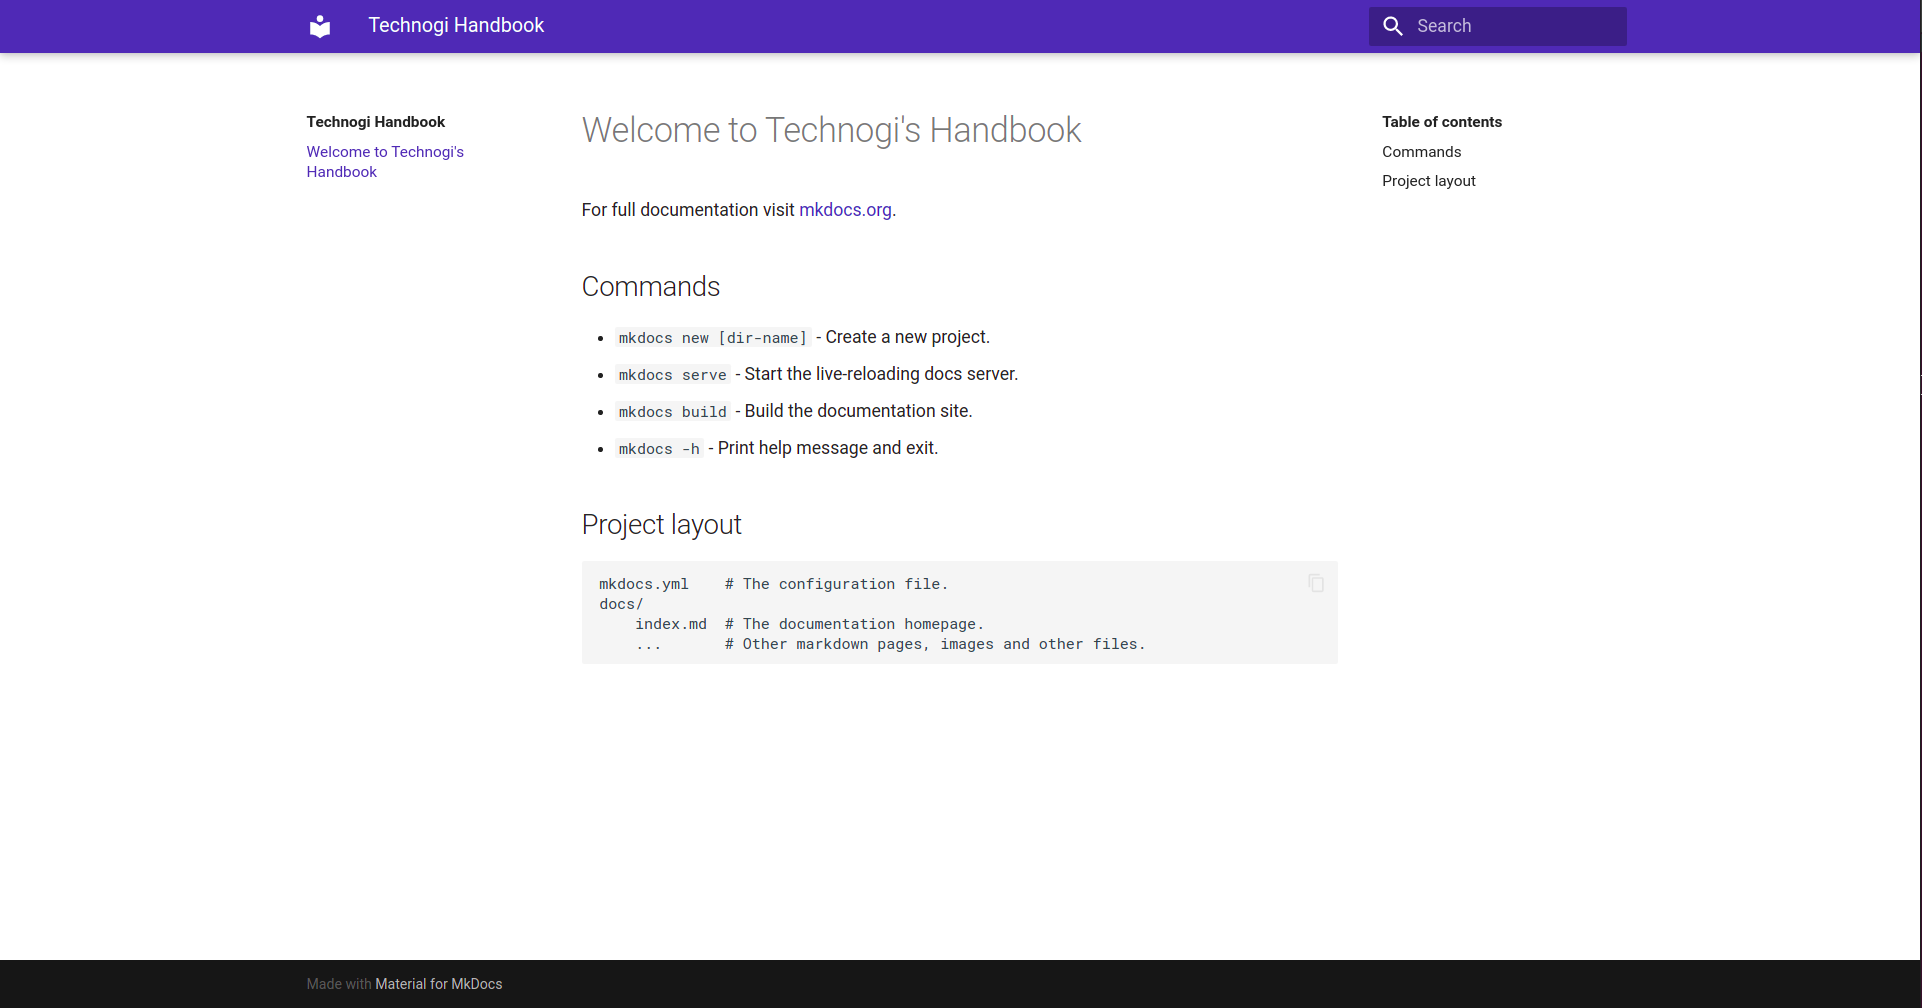 Technogi Handbook
Search
Technogi Handbook
Welcome to Technogi's
Handbook
Welcome to Technogi's Handbook
For full documentation visit mkdocs.org.
Commands
mkdocs new [dir-name] - Create a new project.
mkdocs serve - Start the live-reloading docs server.
mkdocs build - Build the documentation site.
mkdocs -h - Print help message and exit.
Project layout
mkdocs.yml    # The configuration file.
docs/
    index.md  # The documentation homepage.
    ...       # Other markdown pages, images and other files.
Table of contents
Commands
Project layout
Made with Material for MkDocs